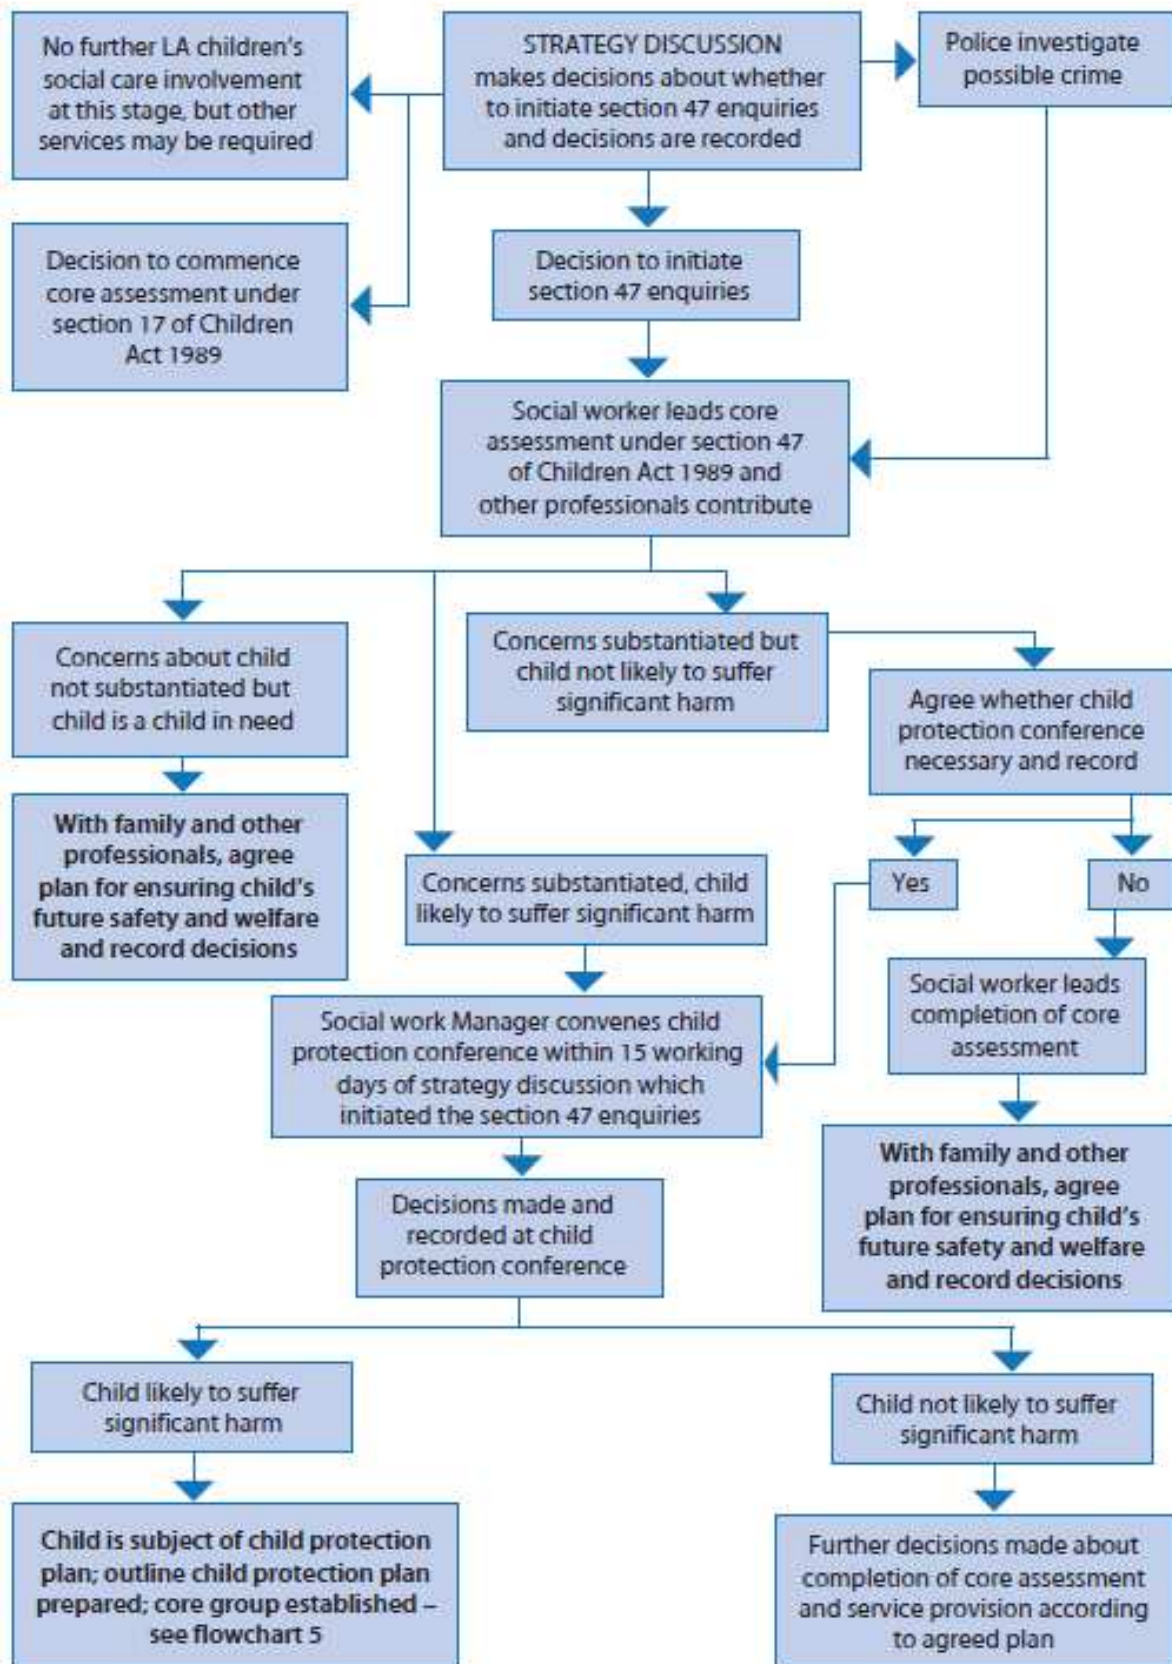 No further LA children's
social care involvement
at this stage, but other
services may be required
STRATEGY DISCUSSION
makes decisions about whether
to initiate section 47 enquiries
and decisions are recorded
Police investigate
possible crime
Decision to commence
core assessment under
section 17 of Children
Act 1989
Decision to initiate
section 47 enquiries
Social worker leads core
assessment under section 47
of Children Act 1989 and
other professionals contribute
Concerns about child
not substantiated but
child is a child in need
Concerns substantiated but
child not likely to suffer
significant harm
Agree whether child
protection conference
necessary and record
With family and other
professionals, agree
plan for ensuring child's
future safety and welfare
and record decisions
Concerns substantiated, child
likely to suffer significant harm
Yes
No
Social work Manager convenes child
protection conference within 15 working
days of strategy discussion which
initiated the section 47 enquiries
Social worker leads
completion of core
assessment
With family and other
professionals, agree
plan for ensuring child's
future safety and welfare
and record decisions
Decisions made and
recorded at child
protection conference
Child likely to suffer
significant harm
Child not likely to suffer
significant harm
Child is subject of child protection
plan; outline child protection plan
prepared; core group established –
see flowchart 5
Further decisions made about
completion of core assessment
and service provision according
to agreed plan